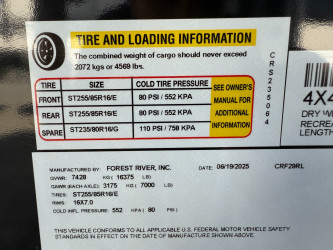 TIRE AND LOADING INFORMATION
The combined weight of cargo should never exceed
2072 kgs or 4569 lbs.
TIRE SIZE COLD TIRE PRESSURE
FRONT ST255/85R16/E 80 PSI / 552 KPA
REAR ST255/85R16/E 80 PSI / 552 KPA
SPARE ST235/80R16/G 110 PSI / 758 KPA
SEE OWNER'S
MANUAL FOR
ADDITIONAL
INFORMATION
CRS235064
4X4
DRY W
RECREA
LENGTH
MANUFACTURED BY: FOREST RIVER, INC. 06/19/2025 CRF29RL
GVWR: 7428 KG ( 16375 LB)
GAWR (EACH AXLE): 3175 KG ( 7000 LB)
TIRES: ST255/85R16/E
RIMS: 16X7.0
COLD INFL. PRESSURE: 552 KPA ( 80 PSI)
THIS VEHICLE CONFORMS TO ALL APPLICABLE U.S. FEDERAL MOTOR VEHICLE SAFETY
STANDARDS IN EFFECT ON THE DATE OF MANUFACTURE SHOWN ABOVE.